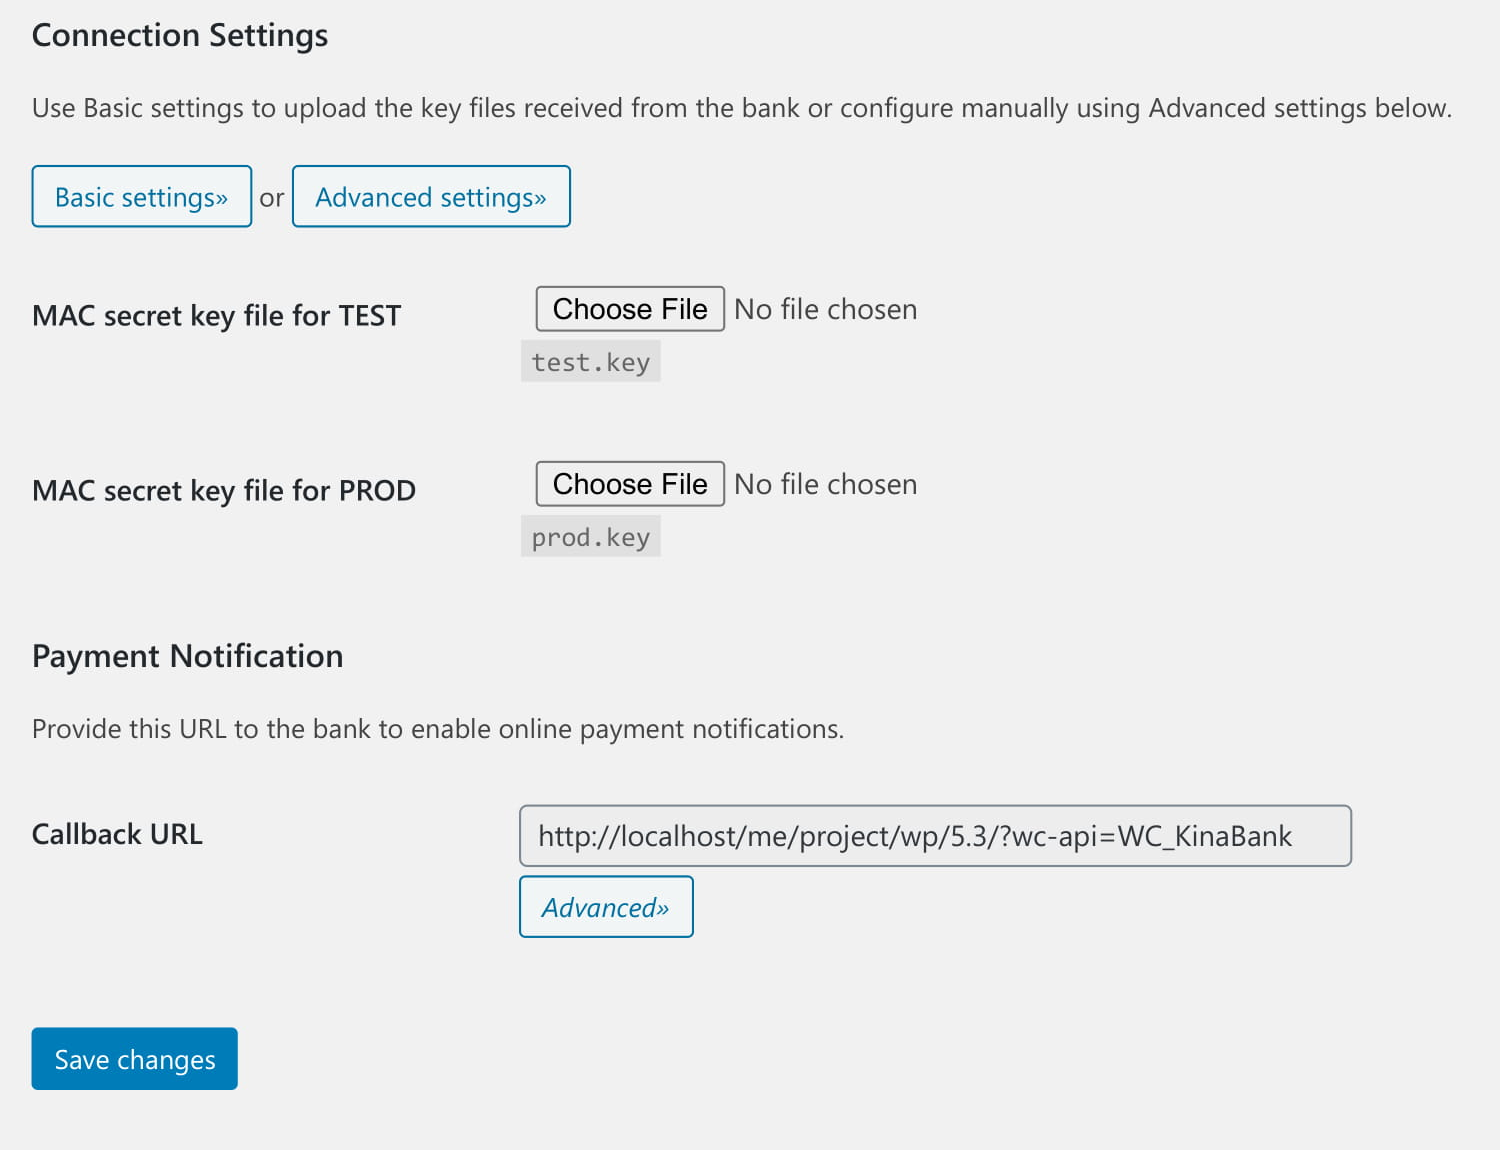 Connection Settings
Use Basic settings to upload the key files received from the bank or configure manually using Advanced settings below.
Basic settings» or Advanced settings»
MAC secret key file for TEST Choose File No file chosen
test.key
MAC secret key file for PROD Choose File No file chosen
prod.key
Payment Notification
Provide this URL to the bank to enable online payment notifications.
Callback URL http://localhost/me/project/wp/5.3/?wc-api=WC_KinaBank
Advanced»
Save changes